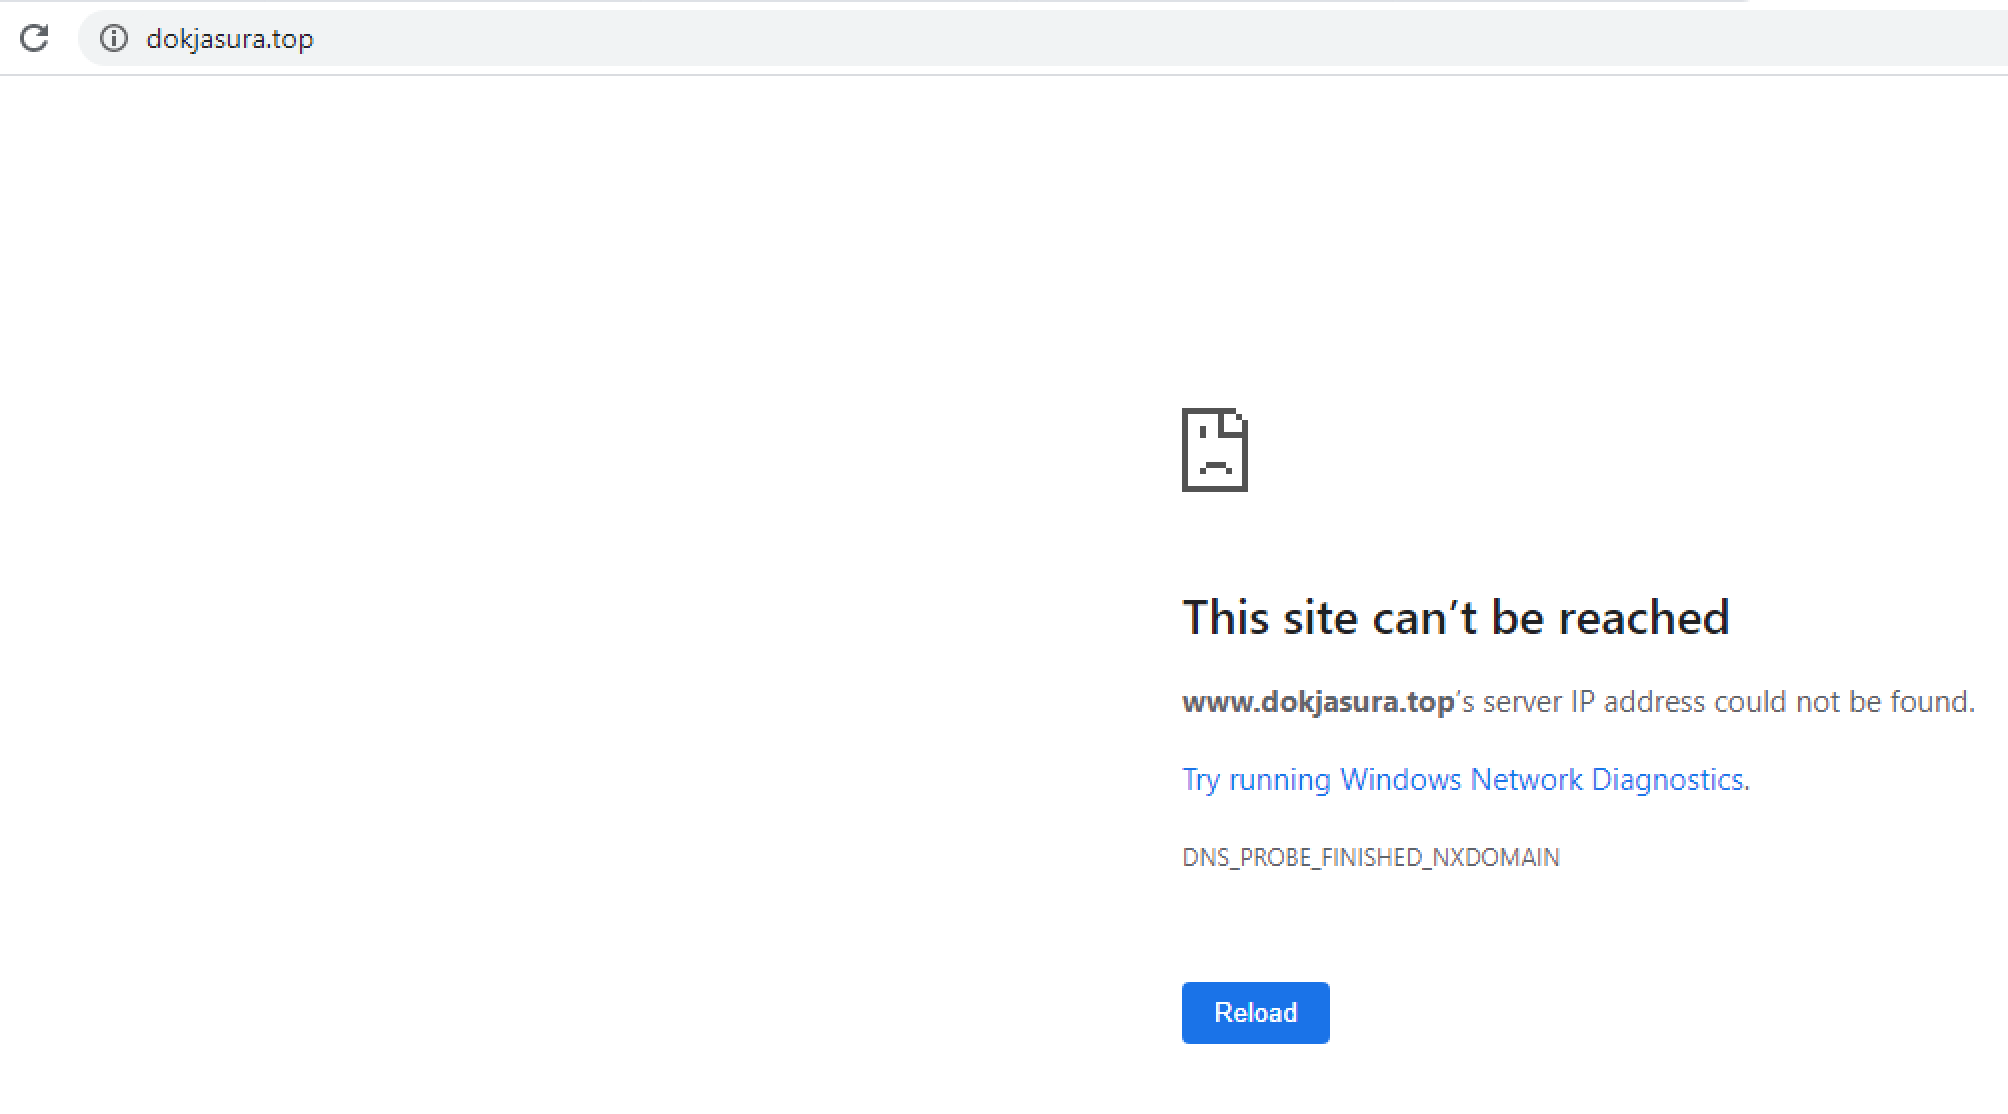 dokjasura.top
This site can’t be reached
www.dokjasura.top’s server IP address could not be found.
Try running Windows Network Diagnostics.
DNS_PROBE_FINISHED_NXDOMAIN
Reload